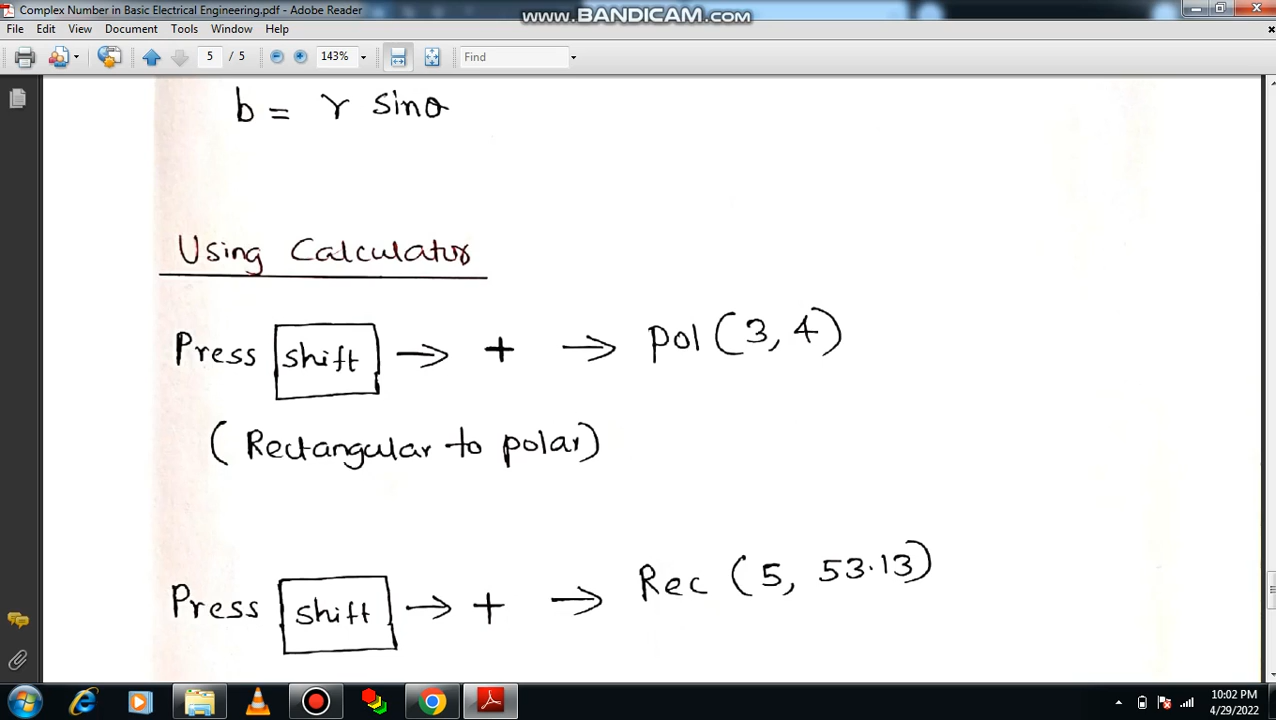 Complex Number in Basic Electrical Engineering.pdf - Adobe Reader
www.BANDICAM.com
File Edit View Document Tools Window Help
5 / 5 143% Find
b = r sinθ
Using Calculator
Press shift → + → pol (3, 4)
(Rectangular to polar)
Press shift → + → Rec (5, 53.13)
10:02 PM
4/29/2022